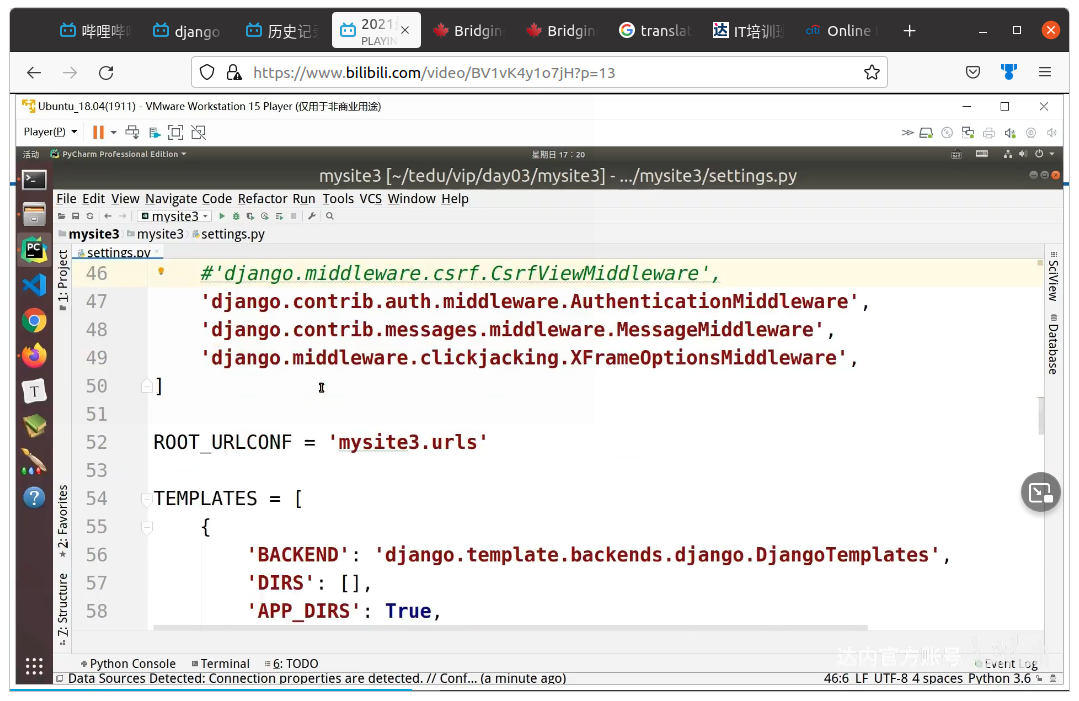 哔哩哔哩 django 历史记录 2021 PLAYIN Bridgin Bridgin translat IT培训班 Online
https://www.bilibili.com/video/BV1vK4y1o7jH?p=13
Ubuntu_18.04(1911) - VMware Workstation 15 Player (仅用于非商业用途)
Player(P)
活动 PyCharm Professional Edition 星期日 17:20
mysite3 [~/tedu/vip/day03/mysite3] - .../mysite3/settings.py
File Edit View Navigate Code Refactor Run Tools VCS Window Help
mysite3
mysite3 mysite3 settings.py
settings.py
46 #'django.middleware.csrf.CsrfViewMiddleware',
47 'django.contrib.auth.middleware.AuthenticationMiddleware',
48 'django.contrib.messages.middleware.MessageMiddleware',
49 'django.middleware.clickjacking.XFrameOptionsMiddleware',
50 ]
51
52 ROOT_URLCONF = 'mysite3.urls'
53
54 TEMPLATES = [
55 {
56 'BACKEND': 'django.template.backends.django.DjangoTemplates',
57 'DIRS': [],
58 'APP_DIRS': True,
1: Project
2: Favorites
Z: Structure
SciView
Database
达内官方账号
Python Console Terminal 6: TODO Event Log
Data Sources Detected: Connection properties are detected. // Conf... (a minute ago) 46:6 LF UTF-8 4 spaces Python 3.6